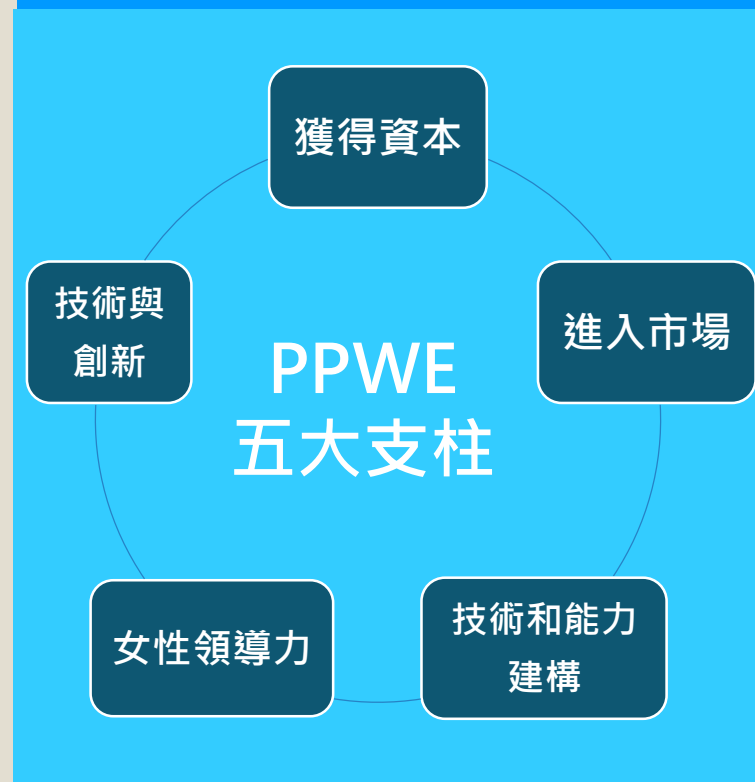 獲得資本
進入市場
技術和能力
建構
女性領導力
技術與
創新
PPWE
五大支柱